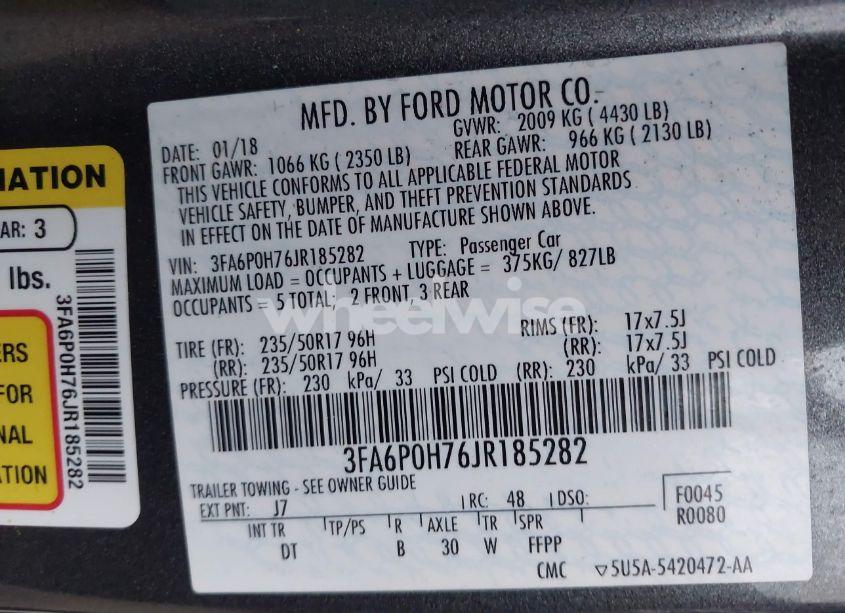 MFD. BY FORD MOTOR CO.
DATE: 01/18 GVWR: 2009 KG ( 4430 LB)
FRONT GAWR: 1066 KG ( 2350 LB) REAR GAWR: 966 KG ( 2130 LB)
THIS VEHICLE CONFORMS TO ALL APPLICABLE FEDERAL MOTOR
VEHICLE SAFETY, BUMPER, AND THEFT PREVENTION STANDARDS
IN EFFECT ON THE DATE OF MANUFACTURE SHOWN ABOVE.
VIN: 3FA6P0H76JR185282 TYPE: Passenger Car
MAXIMUM LOAD = OCCUPANTS + LUGGAGE = 375KG/ 827LB
OCCUPANTS = 5 TOTAL; 2 FRONT, 3 REAR
wheelwise
TIRE (FR): 235/50R17 96H RIMS (FR): 17x7.5J
(RR): 235/50R17 96H (RR): 17x7.5J
PRESSURE (FR): 230 kPa/ 33 PSI COLD (RR): 230 kPa/ 33 PSI COLD
3FA6P0H76JR185282
TRAILER TOWING - SEE OWNER GUIDE
EXT PNT: J7 RC: 48 DSO:
F0045
R0080
INT TR TP/PS R AXLE TR SPR
DT B 30 W FFPP
CMC ▽5U5A-5420472-AA
AR: 3
lbs.
3FA6P0H76JR185282
FOR